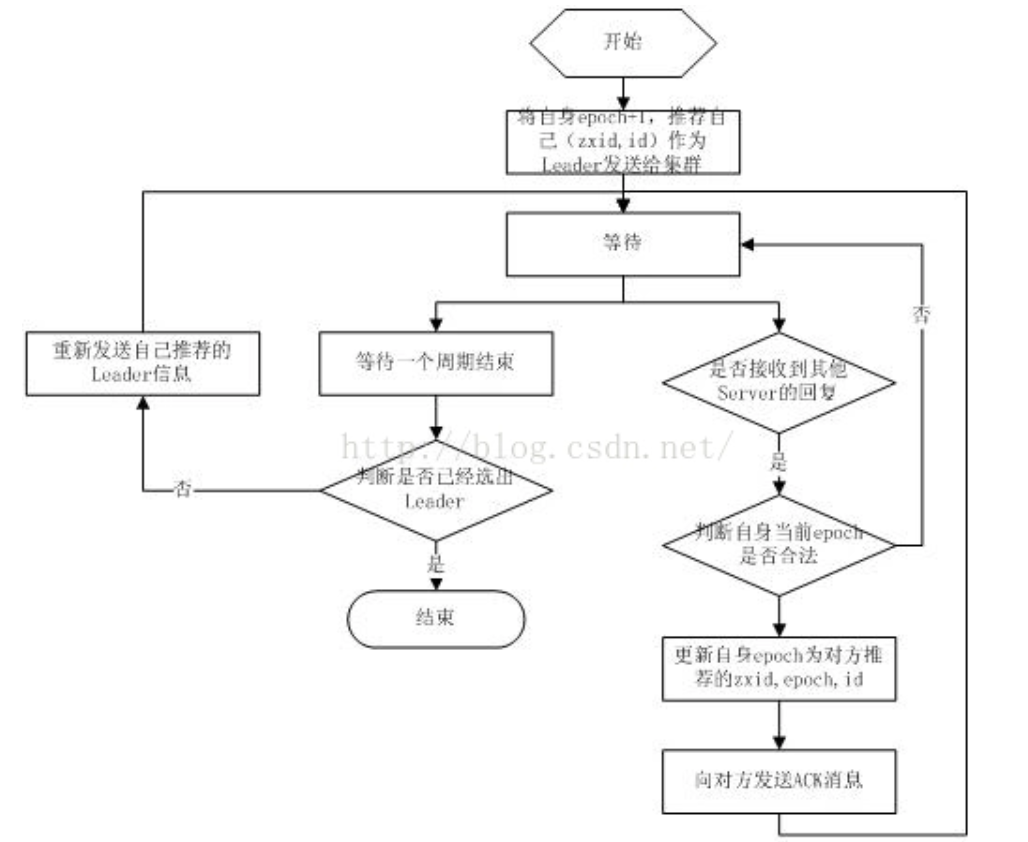 开始
将自身epoch+1，推荐自
己（zxid,id）作为
Leader发送给集群
等待
否
重新发送自己推荐的
Leader信息
等待一个周期结束
是否接收到其他
Server的回复
http://blog.csdn.net/
是
判断是否已经选出
Leader
否
判断自身当前epoch
是否合法
是
结束
更新自身epoch为对方推
荐的zxid,epoch,id
向对方发送ACK消息